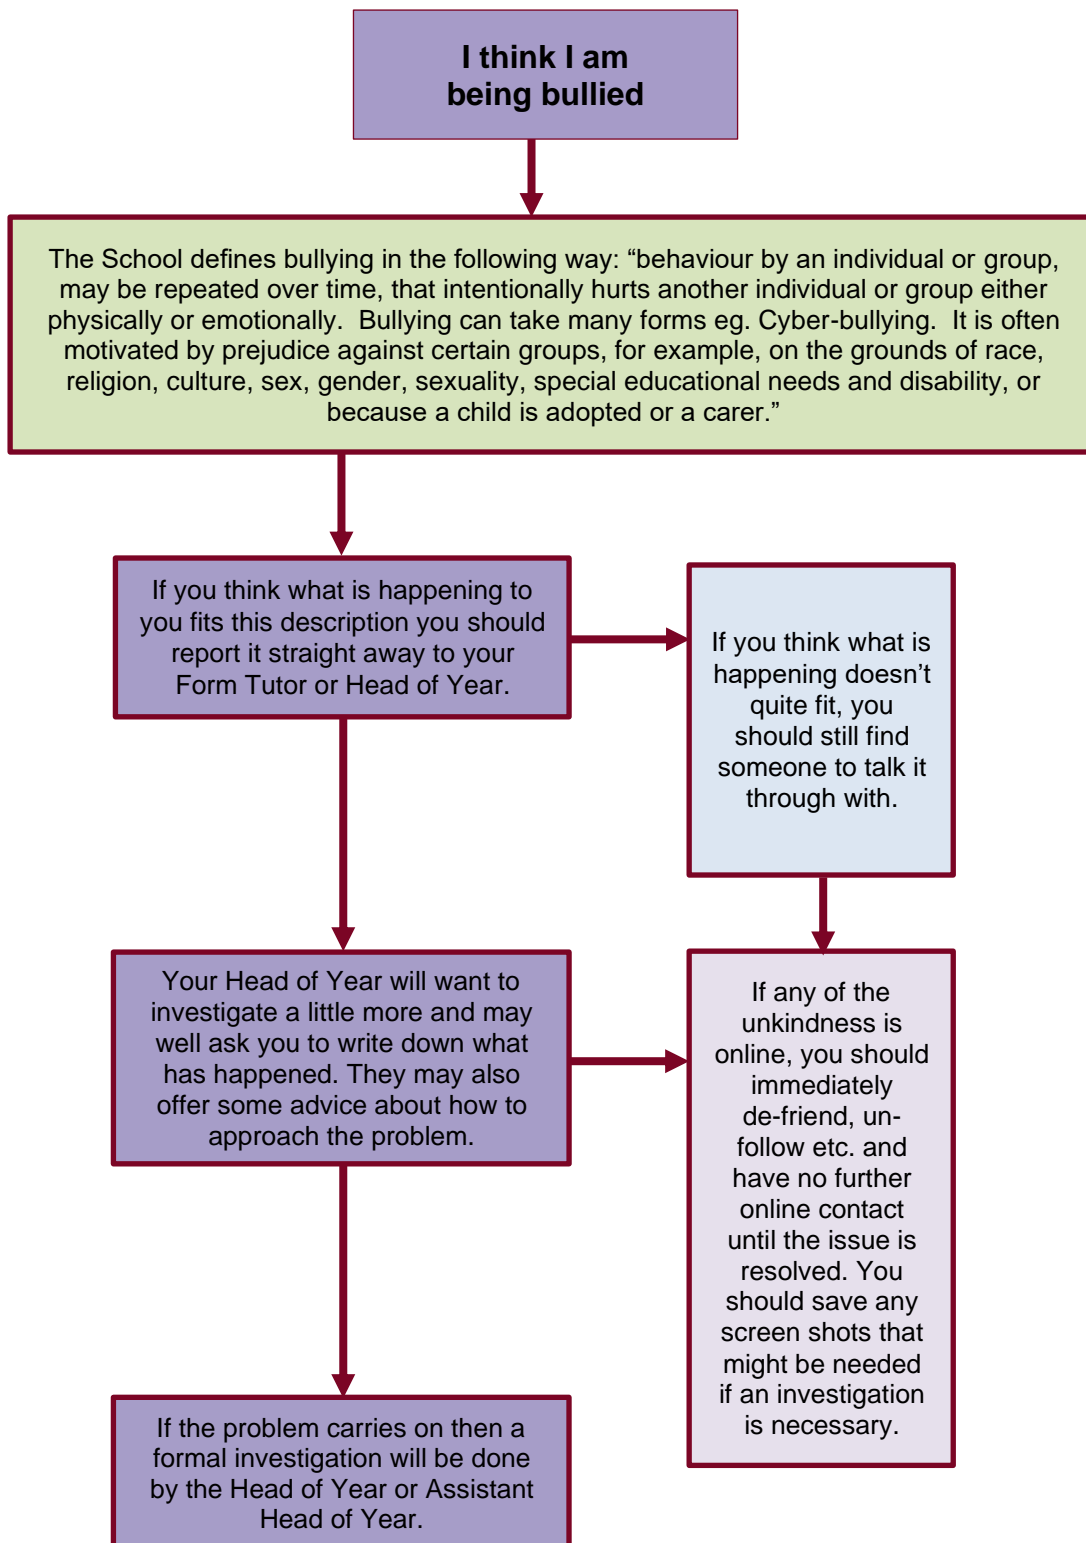 I think I am
being bullied
The School defines bullying in the following way: “behaviour by an individual or group,
may be repeated over time, that intentionally hurts another individual or group either
physically or emotionally.  Bullying can take many forms eg. Cyber-bullying.  It is often
motivated by prejudice against certain groups, for example, on the grounds of race,
religion, culture, sex, gender, sexuality, special educational needs and disability, or
because a child is adopted or a carer.”
If you think what is happening to
you fits this description you should
report it straight away to your
Form Tutor or Head of Year.
If you think what is
happening doesn’t
quite fit, you
should still find
someone to talk it
through with.
Your Head of Year will want to
investigate a little more and may
well ask you to write down what
has happened. They may also
offer some advice about how to
approach the problem.
If any of the
unkindness is
online, you should
immediately
de-friend, un-
follow etc. and
have no further
online contact
until the issue is
resolved. You
should save any
screen shots that
might be needed
if an investigation
is necessary.
If the problem carries on then a
formal investigation will be done
by the Head of Year or Assistant
Head of Year.